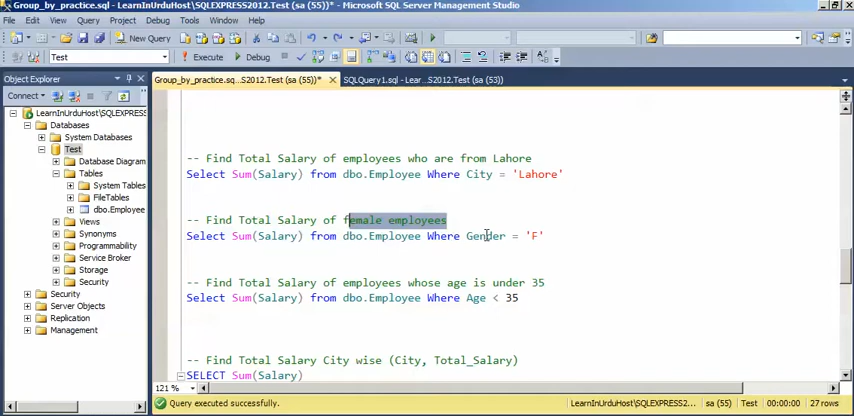 Group_by_practice.sql - LearnInUrduHost\SQLEXPRESS2012.Test (sa (55))* - Microsoft SQL Server Management Studio
File Edit View Query Project Debug Tools Window Help
New Query
Test Execute Debug
Object Explorer
Group_by_practice.sq...S2012.Test (sa (55))* SQLQuery1.sql - Lear...S2012.Test (sa (53))
Connect
LearnInUrduHost\SQLEXPRES
Databases
System Databases
Test
Database Diagram
Tables
System Tables
FileTables
dbo.Employee
Views
Synonyms
Programmability
Service Broker
Storage
Security
Security
Server Objects
Replication
Management
-- Find Total Salary of employees who are from Lahore
Select Sum(Salary) from dbo.Employee Where City = 'Lahore'
-- Find Total Salary of female employees
Select Sum(Salary) from dbo.Employee Where Gender = 'F'
-- Find Total Salary of employees whose age is under 35
Select Sum(Salary) from dbo.Employee Where Age < 35
-- Find Total Salary City wise (City, Total_Salary)
SELECT Sum(Salary)
121 %
Query executed successfully. LearnInUrduHost\SQLEXPRESS2... sa (55) Test 00:00:00 27 rows